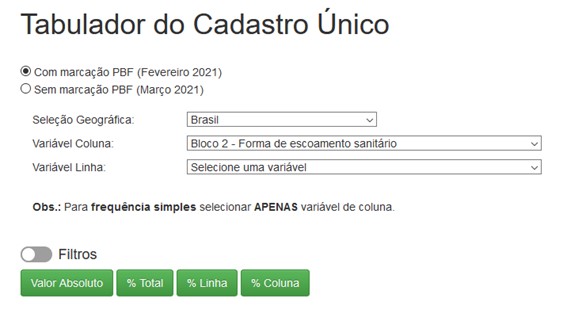 Tabulador do Cadastro Único
Com marcação PBF (Fevereiro 2021)
Sem marcação PBF (Março 2021)
Seleção Geográfica: Brasil
Variável Coluna: Bloco 2 - Forma de escoamento sanitário
Variável Linha: Selecione uma variável
Obs.: Para frequência simples selecionar APENAS variável de coluna.
Filtros
Valor Absoluto % Total % Linha % Coluna